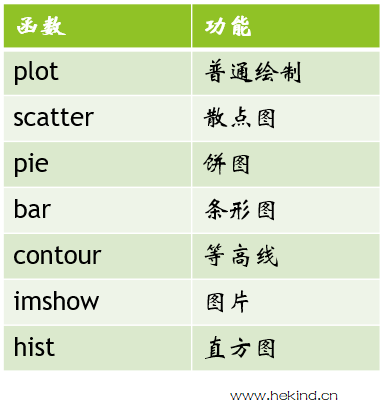 函数 功能
plot 普通绘制
scatter 散点图
pie 饼图
bar 条形图
contour 等高线
imshow 图片
hist 直方图
www.hekind.cn